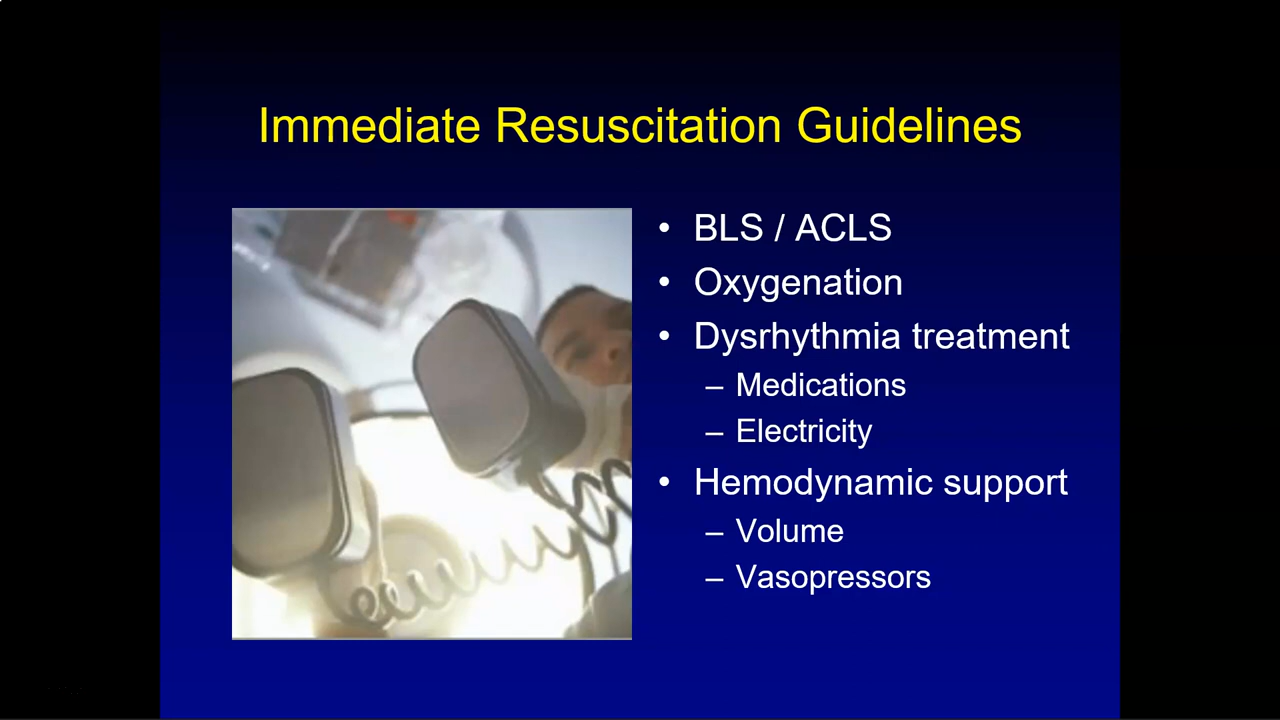 Immediate Resuscitation Guidelines
• BLS / ACLS
• Oxygenation
• Dysrhythmia treatment
– Medications
– Electricity
• Hemodynamic support
– Volume
– Vasopressors